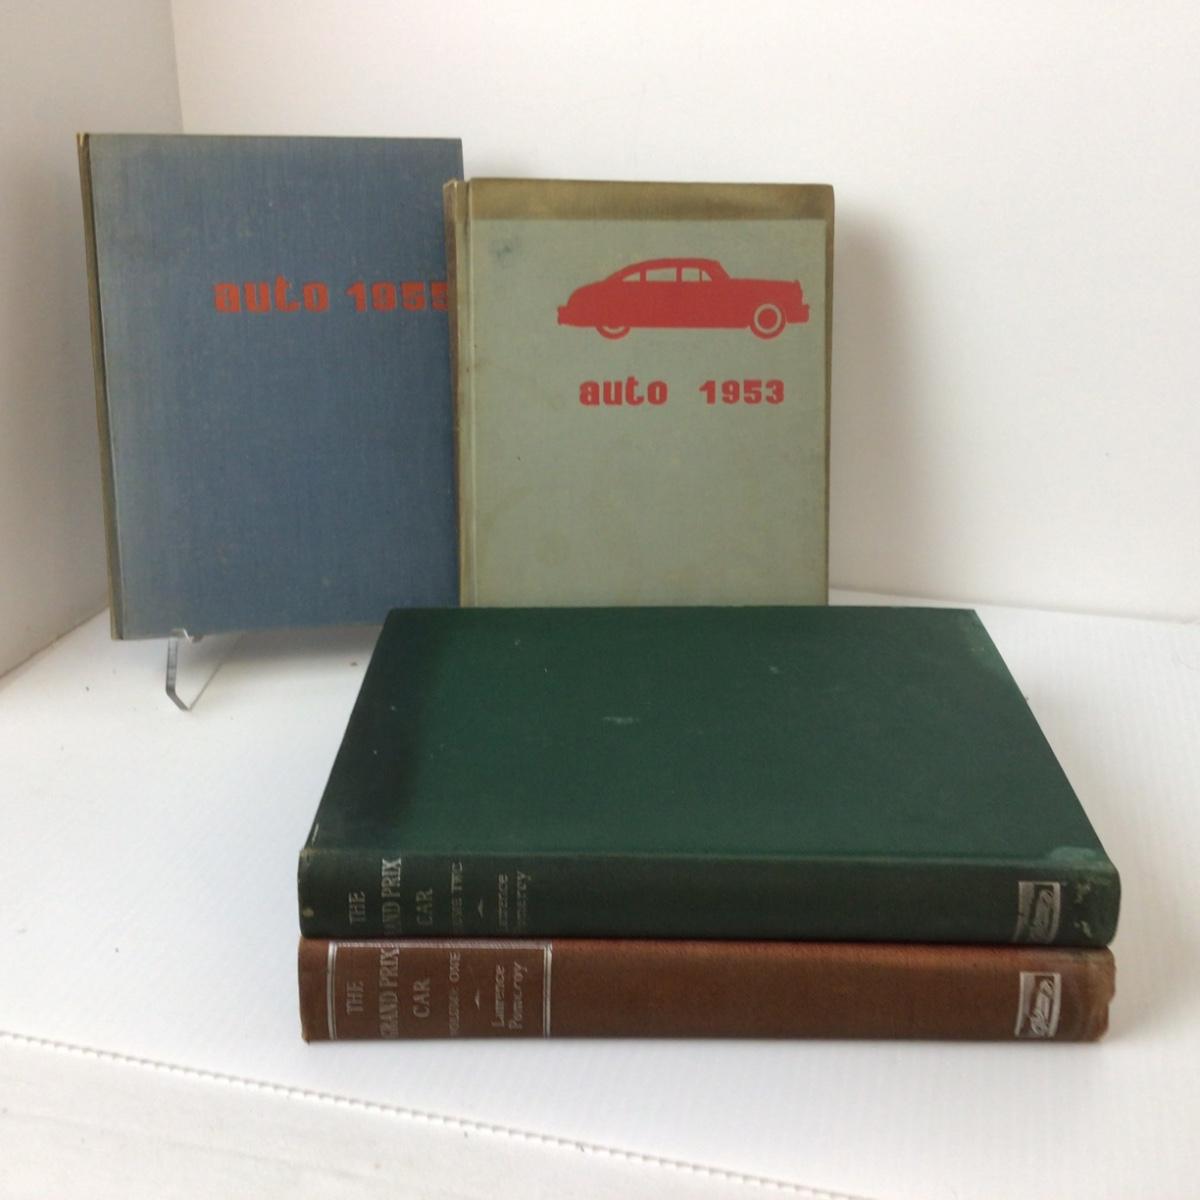 auto 1955
auto 1953
THE
GRAND PRIX
CAR
VOLUME TWO
Laurence
Pomeroy
THE
GRAND PRIX
CAR
VOLUME ONE
Laurence
Pomeroy